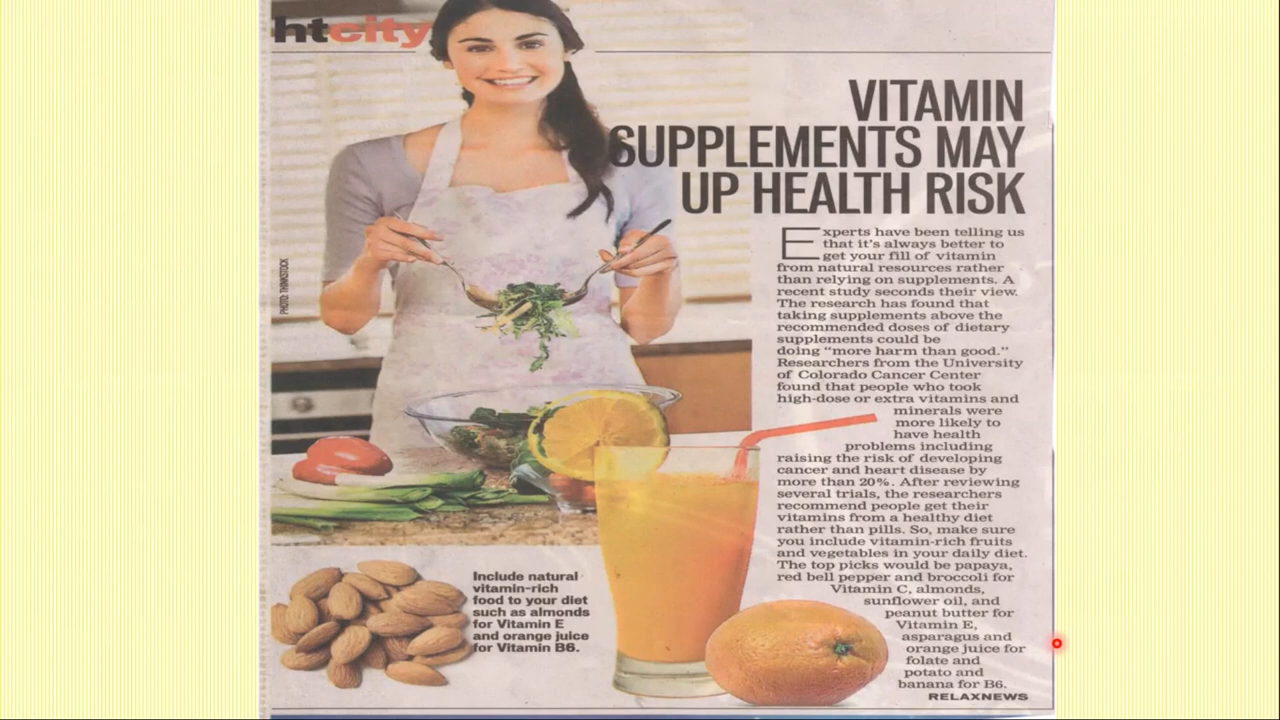 htcity
VITAMIN
SUPPLEMENTS MAY
UP HEALTH RISK
PHOTO: THINKSTOCK
Experts have been telling us
that it's always better to
get your fill of vitamin
from natural resources rather
than relying on supplements. A
recent study seconds their view.
The research has found that
taking supplements above the
recommended doses of dietary
supplements could be
doing "more harm than good."
Researchers from the University
of Colorado Cancer Center
found that people who took
high-dose or extra vitamins and
minerals were
more likely to
have health
problems including
raising the risk of developing
cancer and heart disease by
more than 20%. After reviewing
several trials, the researchers
recommend people get their
vitamins from a healthy diet
rather than pills. So, make sure
you include vitamin-rich fruits
and vegetables in your daily diet.
The top picks would be papaya,
red bell pepper and broccoli for
Vitamin C, almonds,
sunflower oil, and
peanut butter for
Vitamin E,
asparagus and
orange juice for
folate and
potato and
banana for B6.
RELAXNEWS
Include natural
vitamin-rich
food to your diet
such as almonds
for Vitamin E
and orange juice
for Vitamin B6.